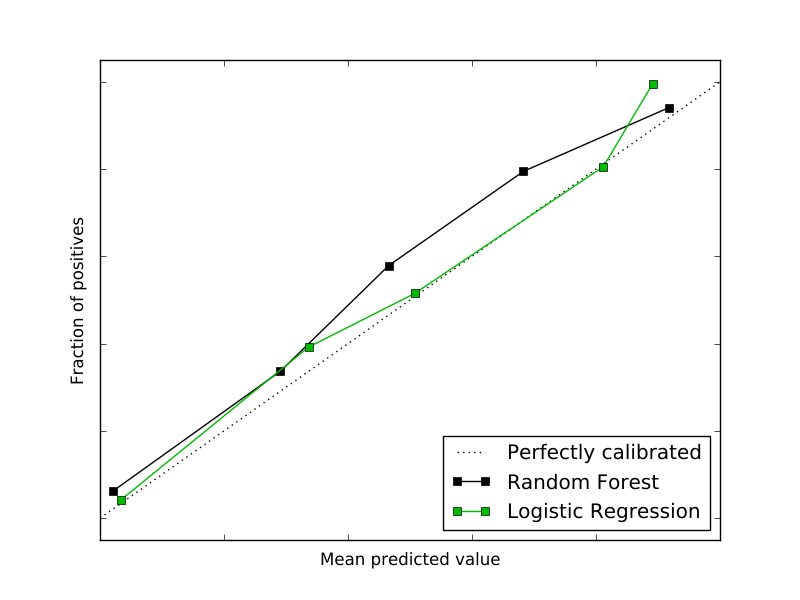 Fraction of positives
Perfectly calibrated
Random Forest
Logistic Regression
Mean predicted value